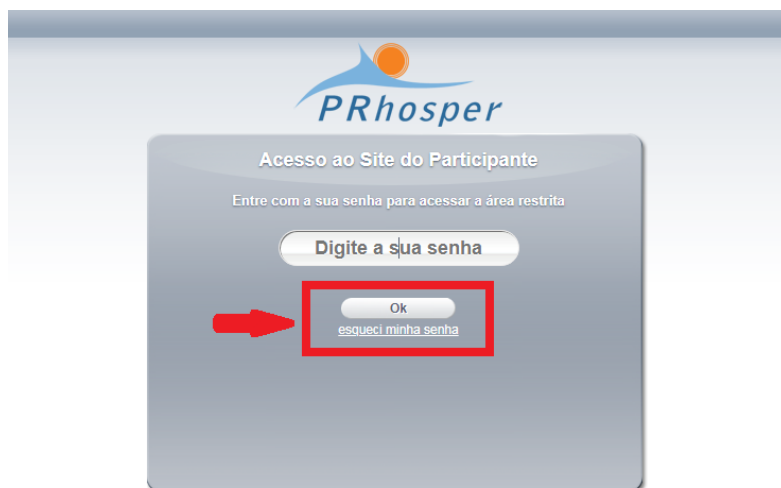 PRhosper
Acesso ao Site do Participante
Entre com a sua senha para acessar a área restrita
Digite a sua senha
Ok
esqueci minha senha